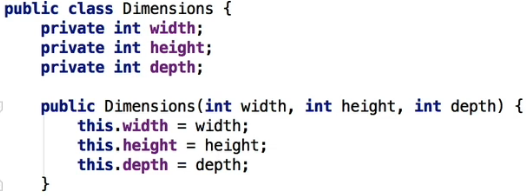 public class Dimensions {
    private int width;
    private int height;
    private int depth;

    public Dimensions(int width, int height, int depth) {
        this.width = width;
        this.height = height;
        this.depth = depth;
    }